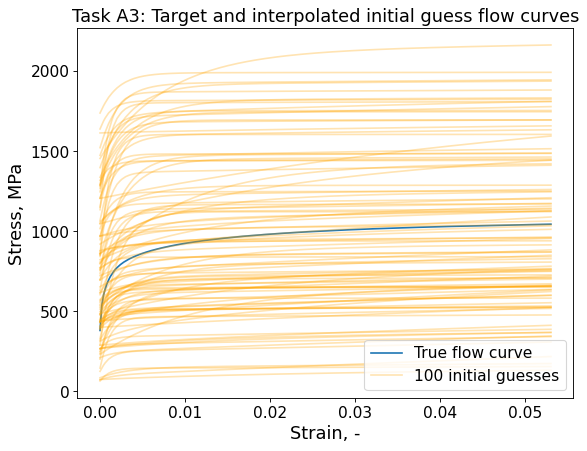 Task A3: Target and interpolated initial guess flow curves
Stress, MPa
2000
1500
1000
500
0
True flow curve
100 initial guesses
0.00
0.01
0.02
0.03
0.04
0.05
Strain, -